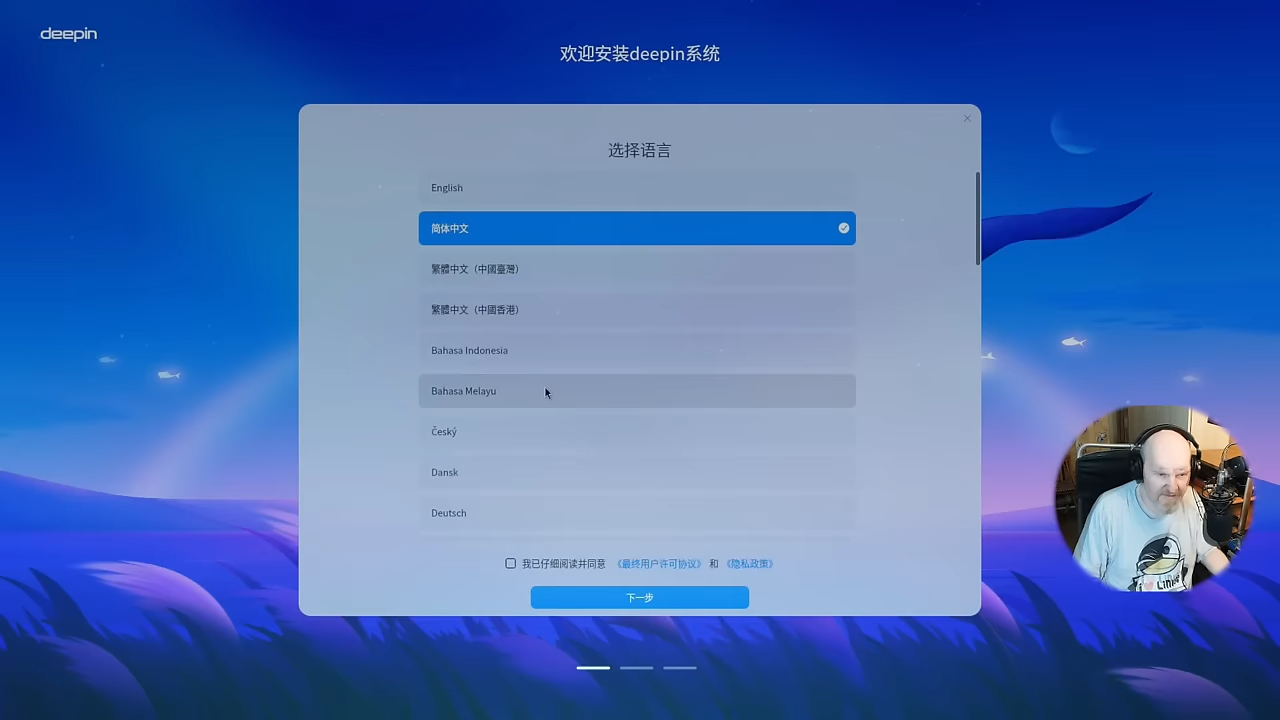 deepin
欢迎安装deepin系统
选择语言
English
简体中文
繁體中文（中國臺灣）
繁體中文（中國香港）
Bahasa Indonesia
Bahasa Melayu
Český
Dansk
Deutsch
我已仔细阅读并同意 《最终用户许可协议》 和 《隐私政策》
下一步
I ❤ Linux